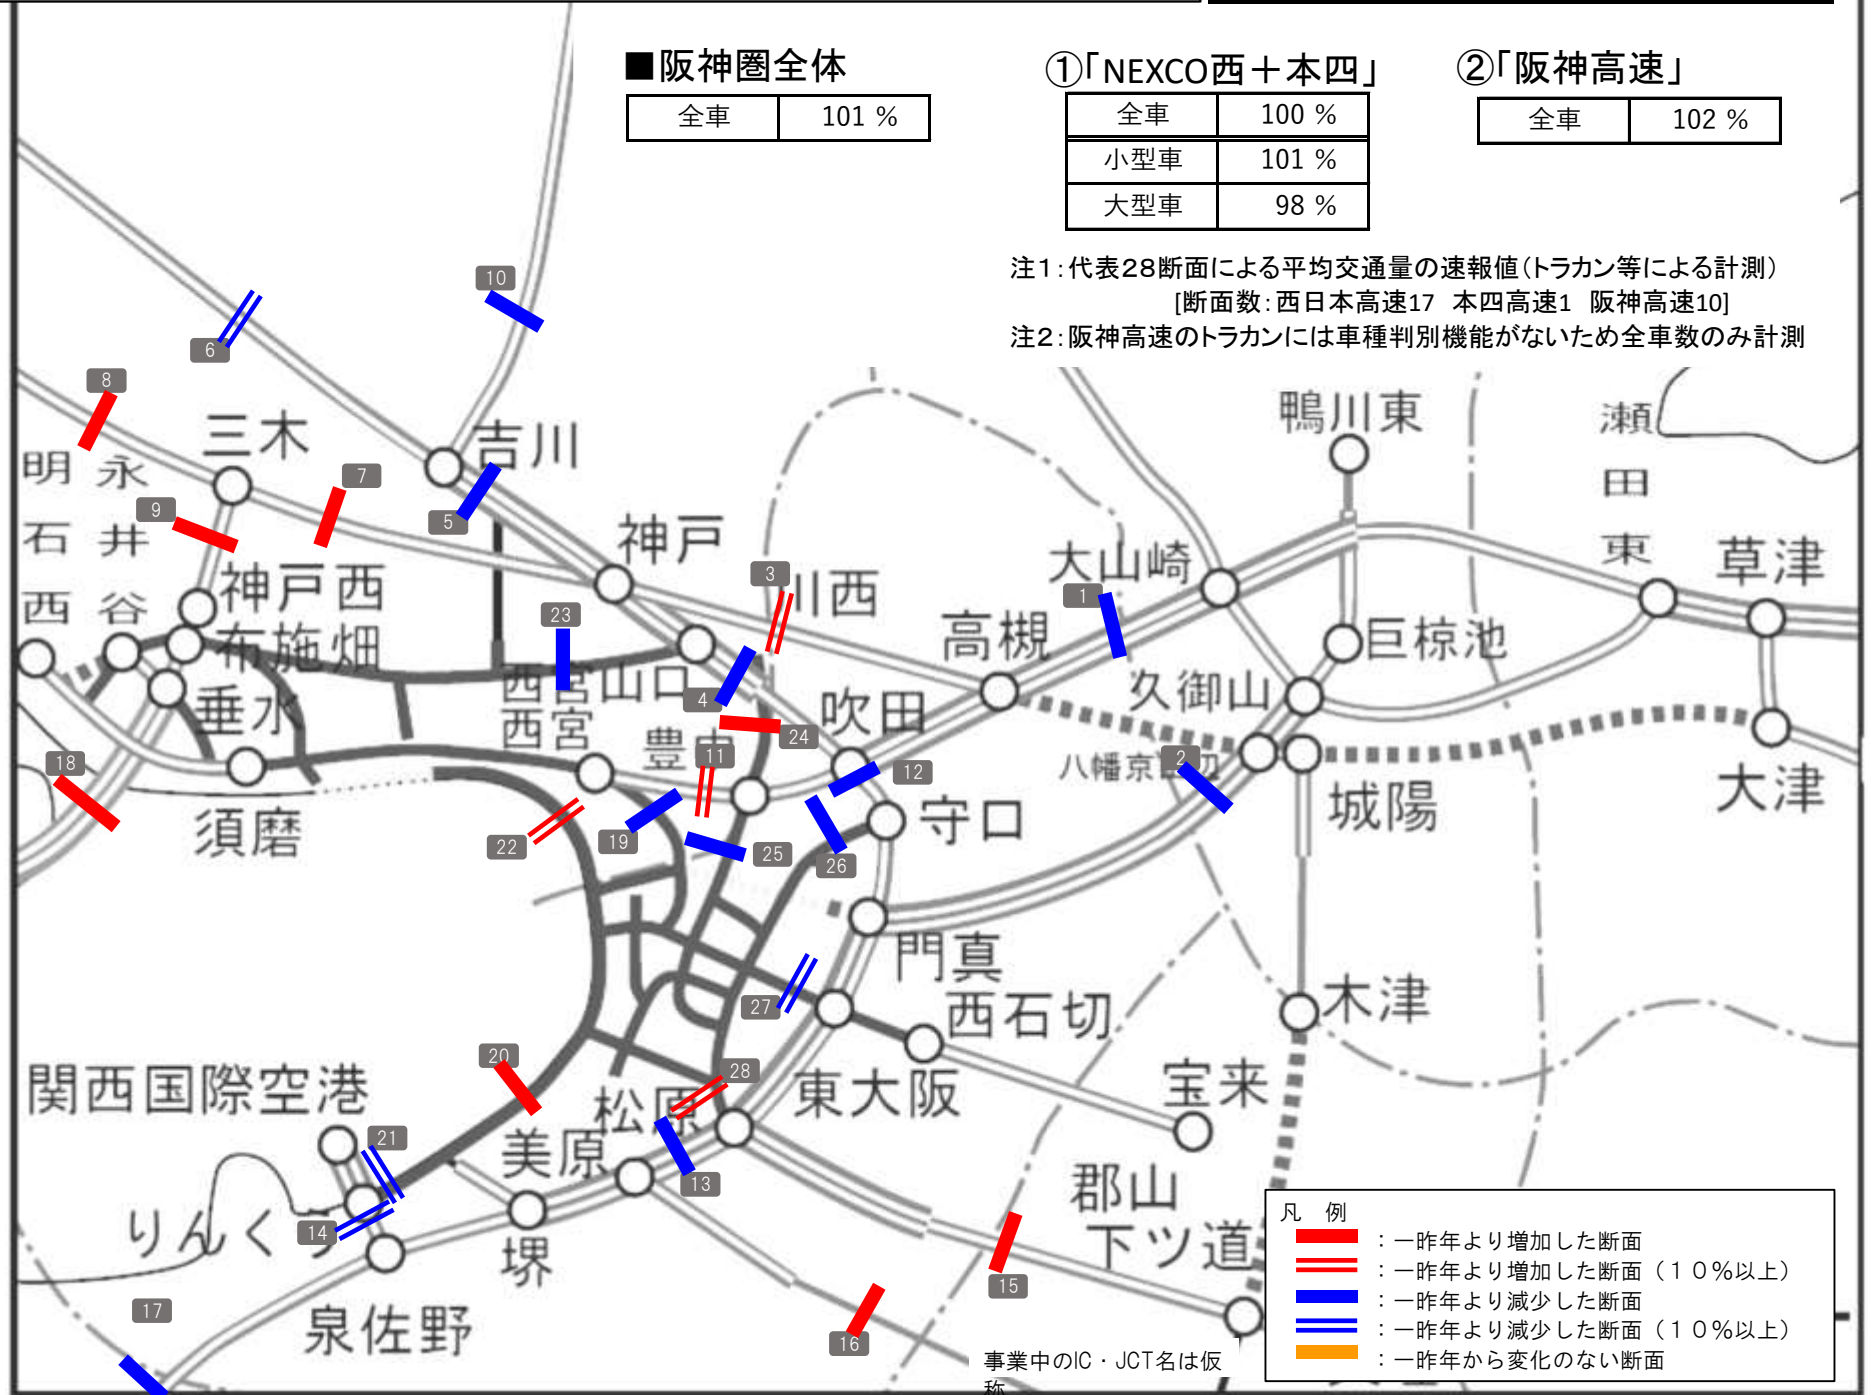 ■阪神圏全体
全車 101 %
①「NEXCO西＋本四」
全車 100 %
小型車 101 %
大型車 98 %
②「阪神高速」
全車 102 %
注１：代表２８断面による平均交通量の速報値（トラカン等による計測）
［断面数：西日本高速17 本四高速1 阪神高速10］
注２：阪神高速のトラカンには車種判別機能がないため全車数のみ計測
10
6
8
三木
吉川
鴨川東
瀬田東
明石西
永井谷
7
9
5
神戸
3
川西
大山崎
1
草津
神戸西
23
高槻
巨椋池
布施畑
西宮山口
4
久御山
垂水
西宮
吹田
24
豊中
11
18
12
八幡京田辺
2
大津
須磨
22
19
25
26
守口
城陽
門真
27
西石切
木津
20
関西国際空港
松原
28
東大阪
宝来
21
美原
13
郡山
りんくう
14
下ツ道
堺
15
17
泉佐野
16
事業中のIC・JCT名は仮
称
凡 例
：一昨年より増加した断面
：一昨年より増加した断面（１０％以上）
：一昨年より減少した断面
：一昨年より減少した断面（１０％以上）
：一昨年から変化のない断面